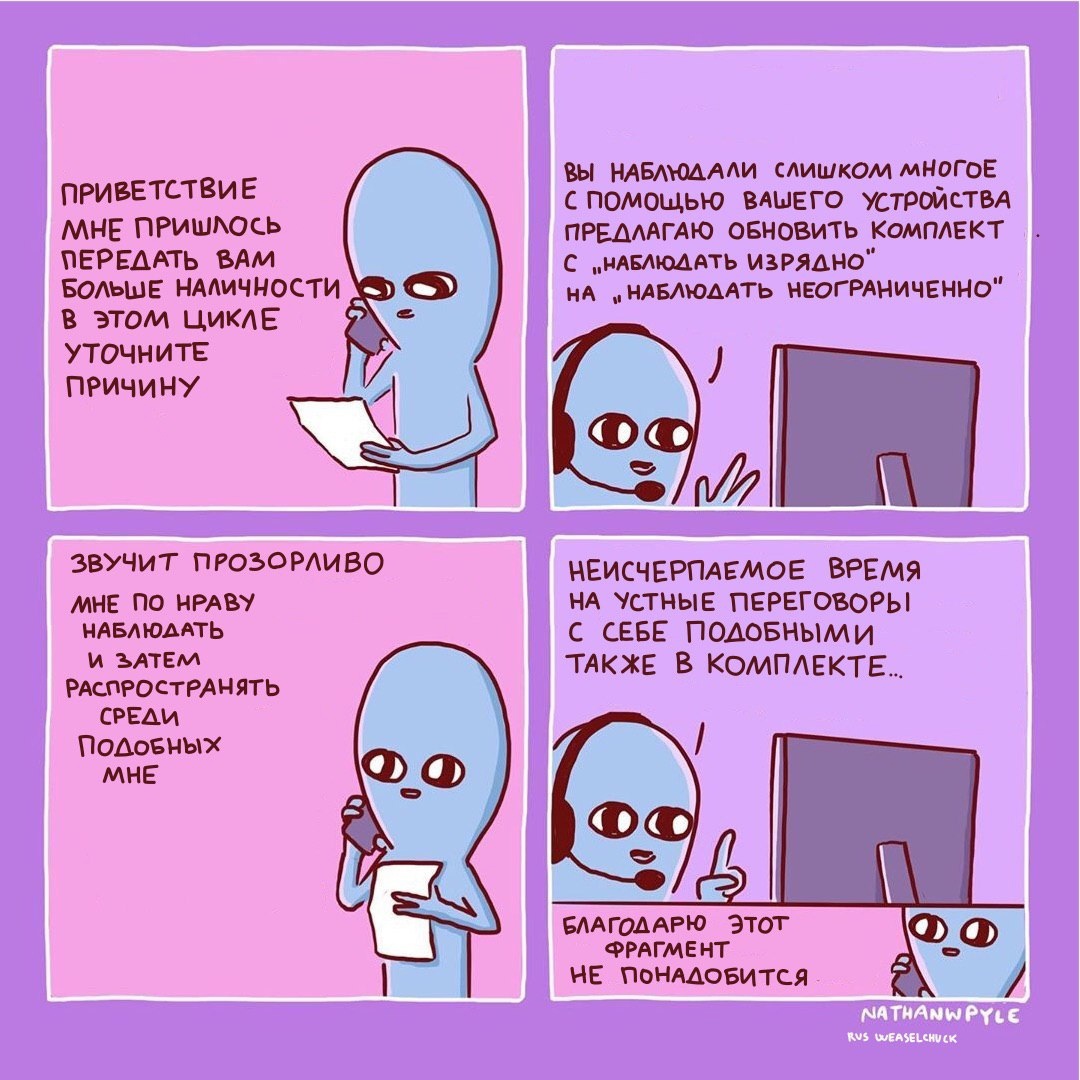 ПРИВЕТСТВИЕ
МНЕ ПРИШЛОСЬ
ПЕРЕДАТЬ ВАМ
БОЛЬШЕ НАЛИЧНОСТИ
В ЭТОМ ЦИКЛЕ
УТОЧНИТЕ
ПРИЧИНУ
ВЫ НАБЛЮДАЛИ СЛИШКОМ МНОГОЕ
С ПОМОЩЬЮ ВАШЕГО УСТРОЙСТВА
ПРЕДЛАГАЮ ОБНОВИТЬ КОМПЛЕКТ
С „НАБЛЮДАТЬ ИЗРЯДНО"
НА „НАБЛЮДАТЬ НЕОГРАНИЧЕННО"
ЗВУЧИТ ПРОЗОРЛИВО
МНЕ ПО НРАВУ
НАБЛЮДАТЬ
И ЗАТЕМ
РАСПРОСТРАНЯТЬ
СРЕДИ
ПОДОБНЫХ
МНЕ
НЕИСЧЕРПАЕМОЕ ВРЕМЯ
НА УСТНЫЕ ПЕРЕГОВОРЫ
С СЕБЕ ПОДОБНЫМИ
ТАКЖЕ В КОМПЛЕКТЕ...
БЛАГОДАРЮ ЭТОТ
ФРАГМЕНТ
НЕ ПОНАДОБИТСЯ
NATHANWPYLE
RUS WEASELCHUCK